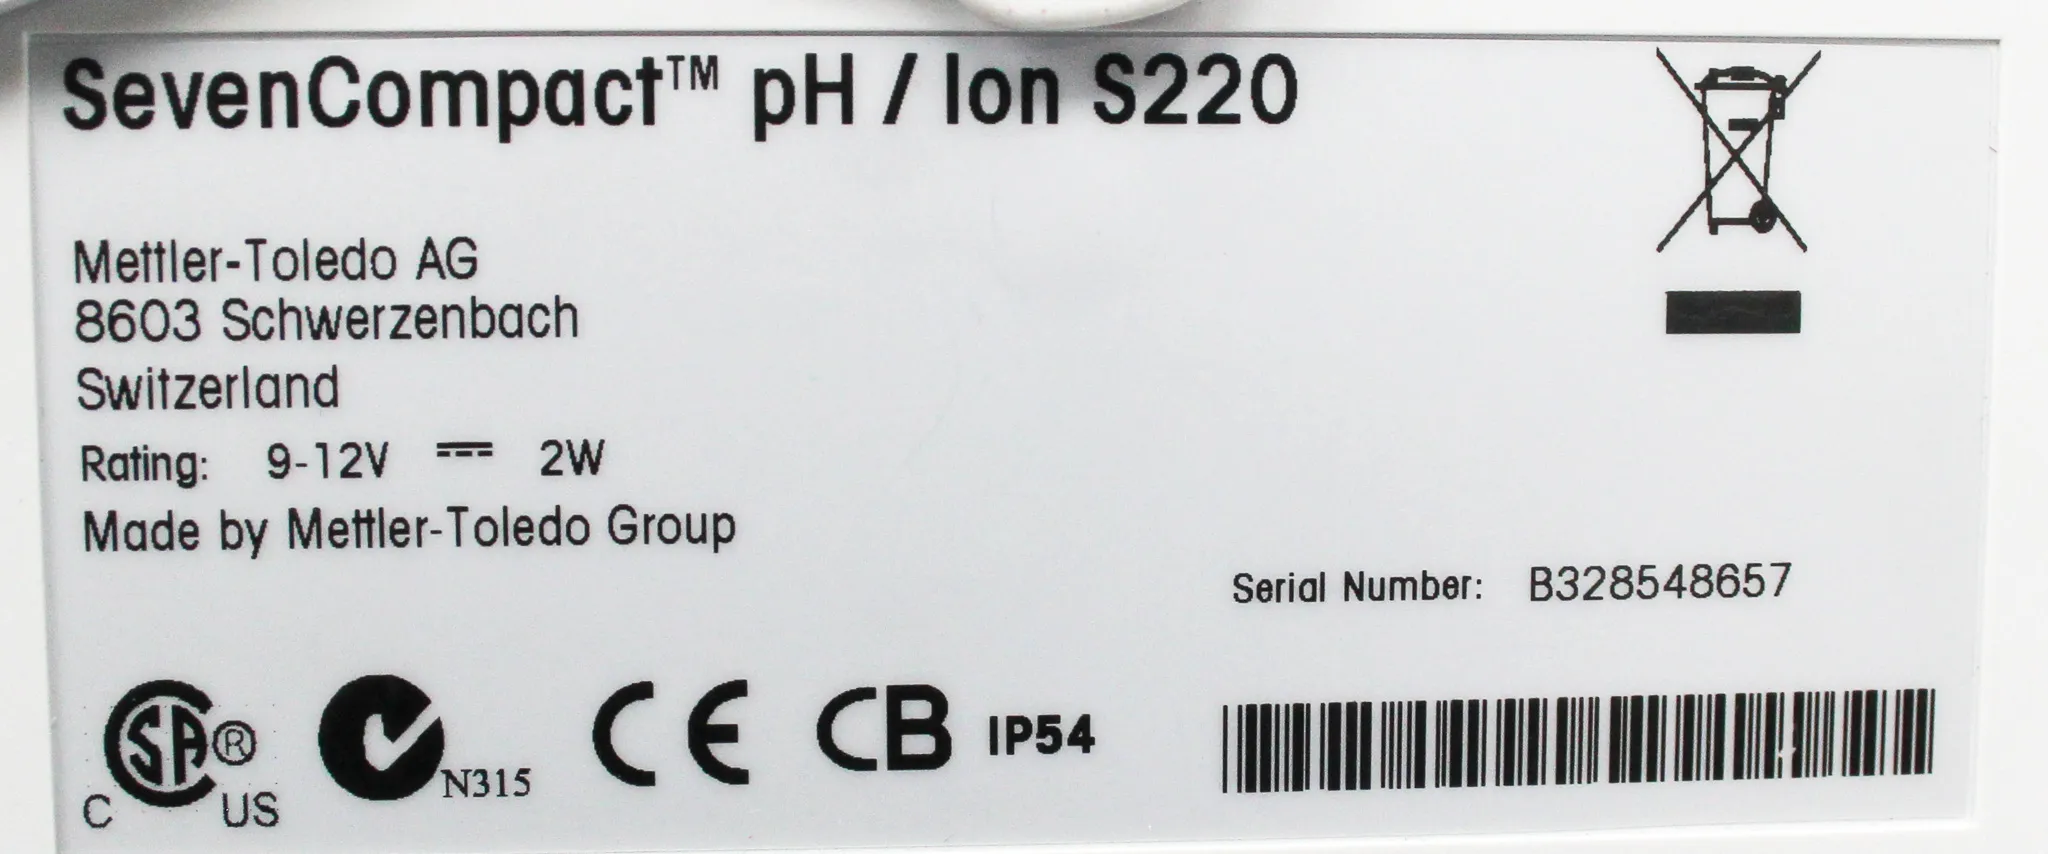 SevenCompact™ pH / Ion S220
Mettler-Toledo AG
8603 Schwerzenbach
Switzerland
Rating: 9-12V ⎓ 2W
Made by Mettler-Toledo Group
Serial Number: B328548657
C SA® US
N315
CE
CB
IP54